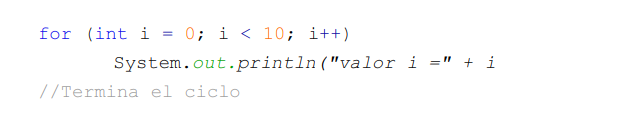 for (int i = 0; i < 10; i++)
System.out.println("valor i =" + i
//Termina el ciclo